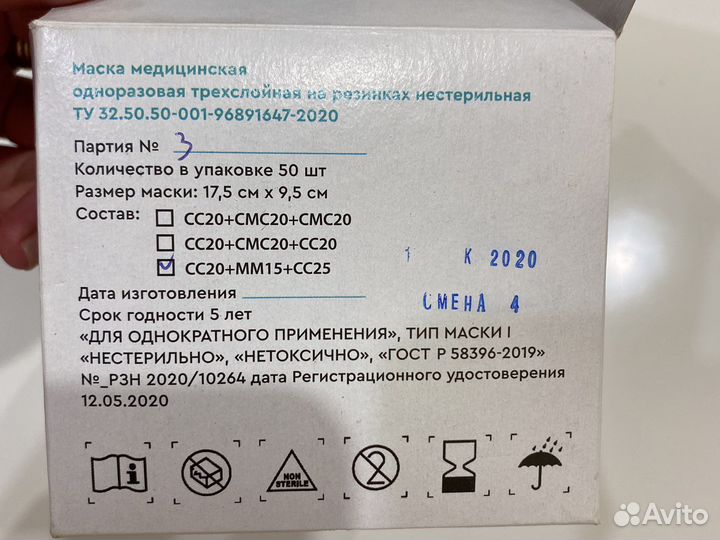 Маска медицинская
одноразовая трехслойная на резинках нестерильная
ТУ 32.50.50-001-96891647-2020
Партия № 3
Количество в упаковке 50 шт
Размер маски: 17,5 см х 9,5 см
Состав: СС20+СМС20+СМС20
СС20+СМС20+СС20
СС20+ММ15+СС25
1 К 2020
Дата изготовления
СМЕНА 4
Срок годности 5 лет
«ДЛЯ ОДНОКРАТНОГО ПРИМЕНЕНИЯ», ТИП МАСКИ I
«НЕСТЕРИЛЬНО», «НЕТОКСИЧНО», «ГОСТ Р 58396-2019»
№_РЗН 2020/10264 дата Регистрационного удостоверения
12.05.2020
i
NON
STERILE
2
Avito